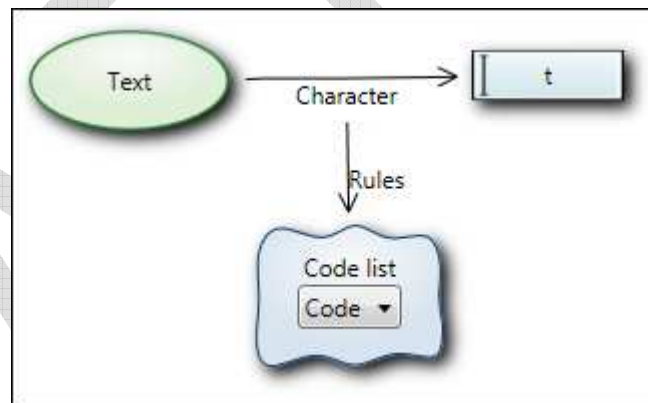 Text
t
Character
Rules
Code list
Code